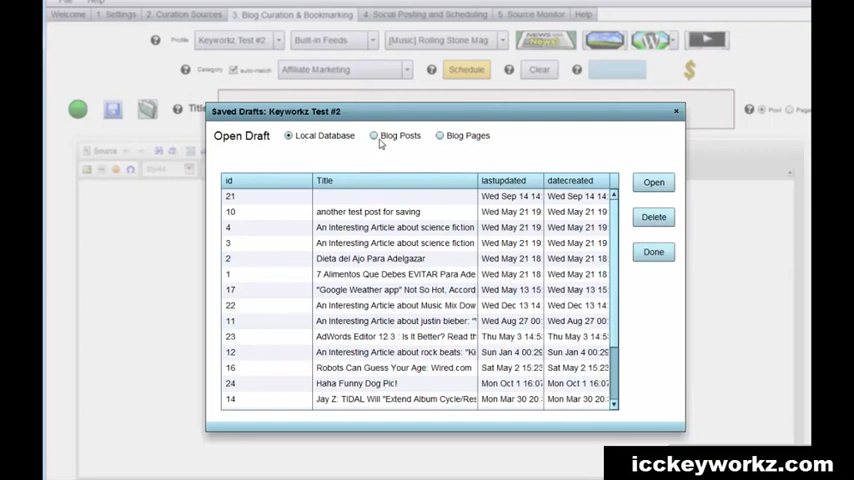 File Help
Welcome 1. Settings 2. Curation Sources 3. Blog Curation & Bookmarking 4. Social Posting and Scheduling 5. Source Monitor Help
Profile Keyworkz Test #2 Built-in Feeds [Music] Rolling Stone Mag
Category auto-match Affiliate Marketing Schedule Clear $
Title Post Page
Source
Styles
Saved Drafts: Keyworkz Test #2 ×
Open Draft Local Database Blog Posts Blog Pages
id Title lastupdated datecreated
21 Wed Sep 14 14: Wed Sep 14 14:
10 another test post for saving Wed May 21 19: Wed May 21 19:
4 An Interesting Article about science fiction Wed May 21 19: Wed May 21 19:
3 An Interesting Article about science fiction Wed May 21 19: Wed May 21 19:
2 Dieta del Ajo Para Adelgazar Wed May 21 18: Wed May 21 18:
1 7 Alimentos Que Debes EVITAR Para Ade Wed May 21 18: Wed May 21 18:
17 "Google Weather app" Not So Hot, Accord Wed May 13 15: Wed May 13 15:
22 An Interesting Article about Music Mix Dow Wed Dec 13 14: Wed Dec 13 14:
11 An Interesting Article about justin bieber: " Wed Aug 27 00: Wed Aug 27 00:
23 AdWords Editor 12.3 : Is It Better? Read th Thu May 3 14:5 Thu May 3 14:5
12 An Interesting Article about rock beats: "Ki Sun Jan 4 00:29 Sun Jan 4 00:29
16 Robots Can Guess Your Age: Wired.com Sat May 2 15:23 Sat May 2 15:23
24 Haha Funny Dog Pic! Mon Oct 1 16:07 Mon Oct 1 16:07
14 Jay Z: TIDAL Will "Extend Album Cycle/Res Mon Mar 30 20: Mon Mar 30 20:
Open
Delete
Done
icckeyworkz.com